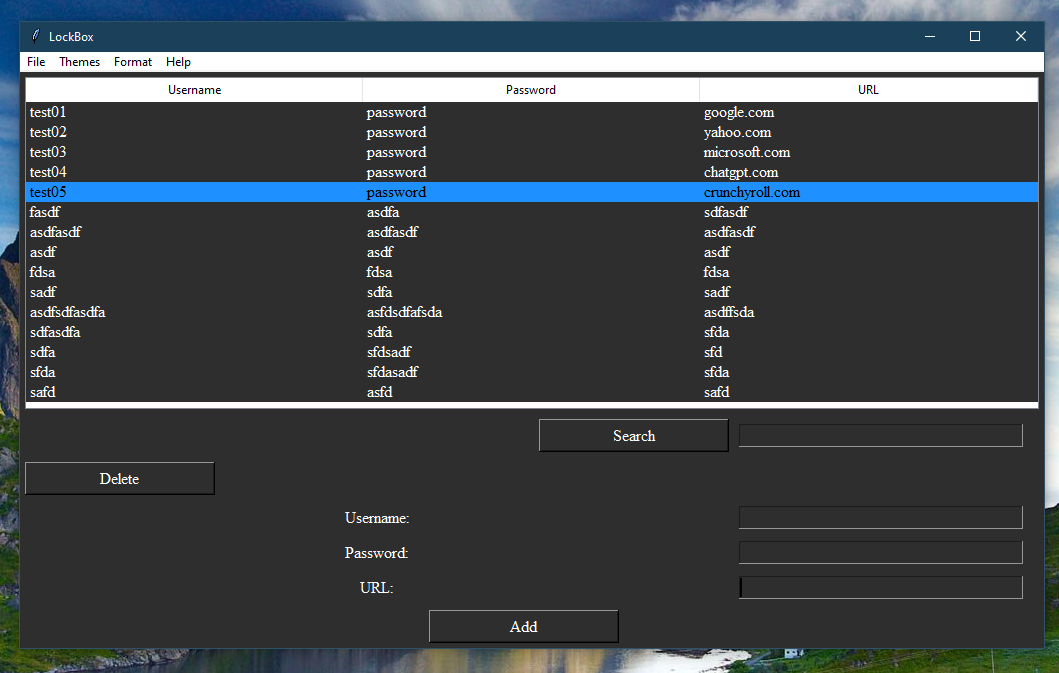 LockBox
File Themes Format Help
Username Password URL
test01 password google.com
test02 password yahoo.com
test03 password microsoft.com
test04 password chatgpt.com
test05 password crunchyroll.com
fasdf asdfa sdfasdf
asdfasdf asdfasdf asdfasdf
asdf asdf asdf
fdsa fdsa fdsa
sadf sdfa sadf
asdfsdfasdfa asfdsdfafsda asdffsda
sdfasdfa sdfa sfda
sdfa sfdsadf sfd
sfda sfdasadf sfda
safd asfd safd
Search
Delete
Username:
Password:
URL:
Add